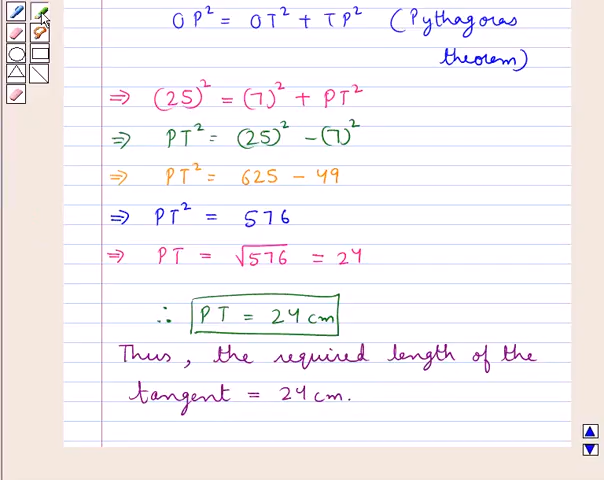 OP² = OT² + TP² (Pythagoras
theorem)
⇒ (25)² = (7)² + PT²
⇒ PT² = (25)² - (7)²
⇒ PT² = 625 - 49
⇒ PT² = 576
⇒ PT = √576 = 24
∴ PT = 24 cm
Thus, the required length of the
tangent = 24 cm.